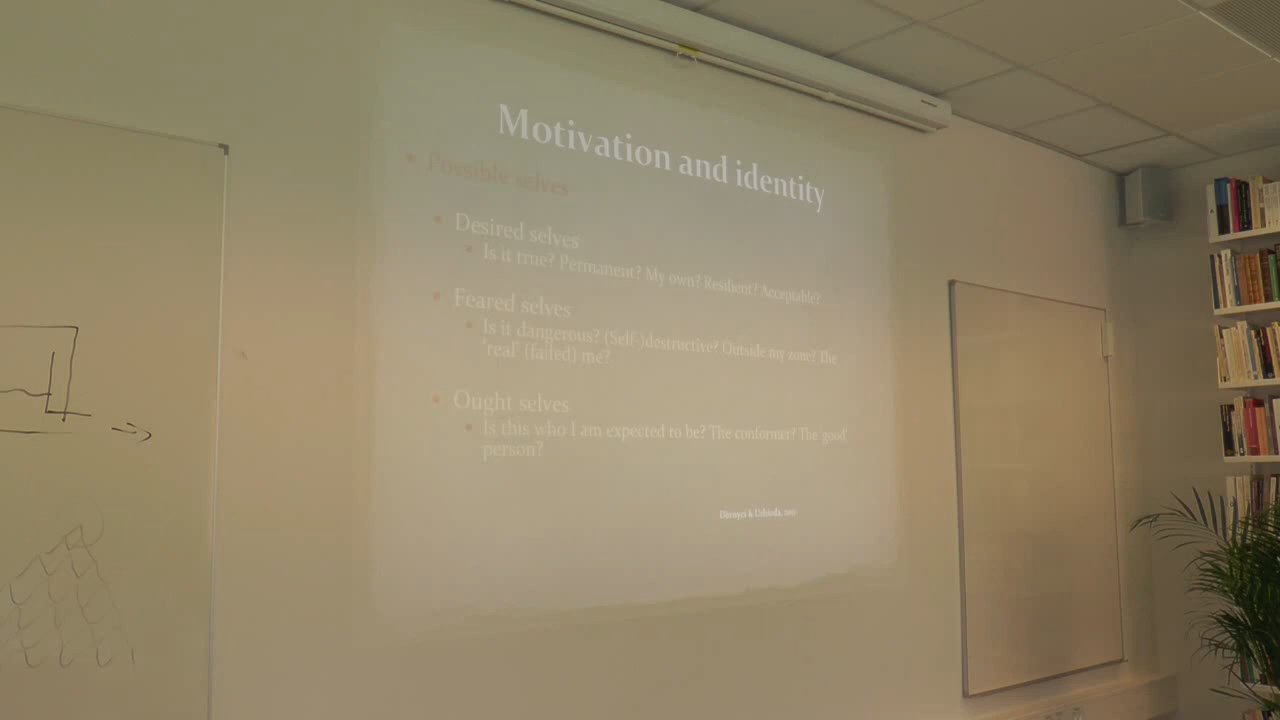 Motivation and identity
• Possible selves
• Desired selves
• Is it true? Permanent? My own? Resilient? Acceptable?
• Feared selves
• Is it dangerous? (Self-)destructive? Outside my zone? The
'real' (failed) me?
• Ought selves
• Is this who I am expected to be? The conformer? The 'good'
person?
Dörnyei & Ushioda,